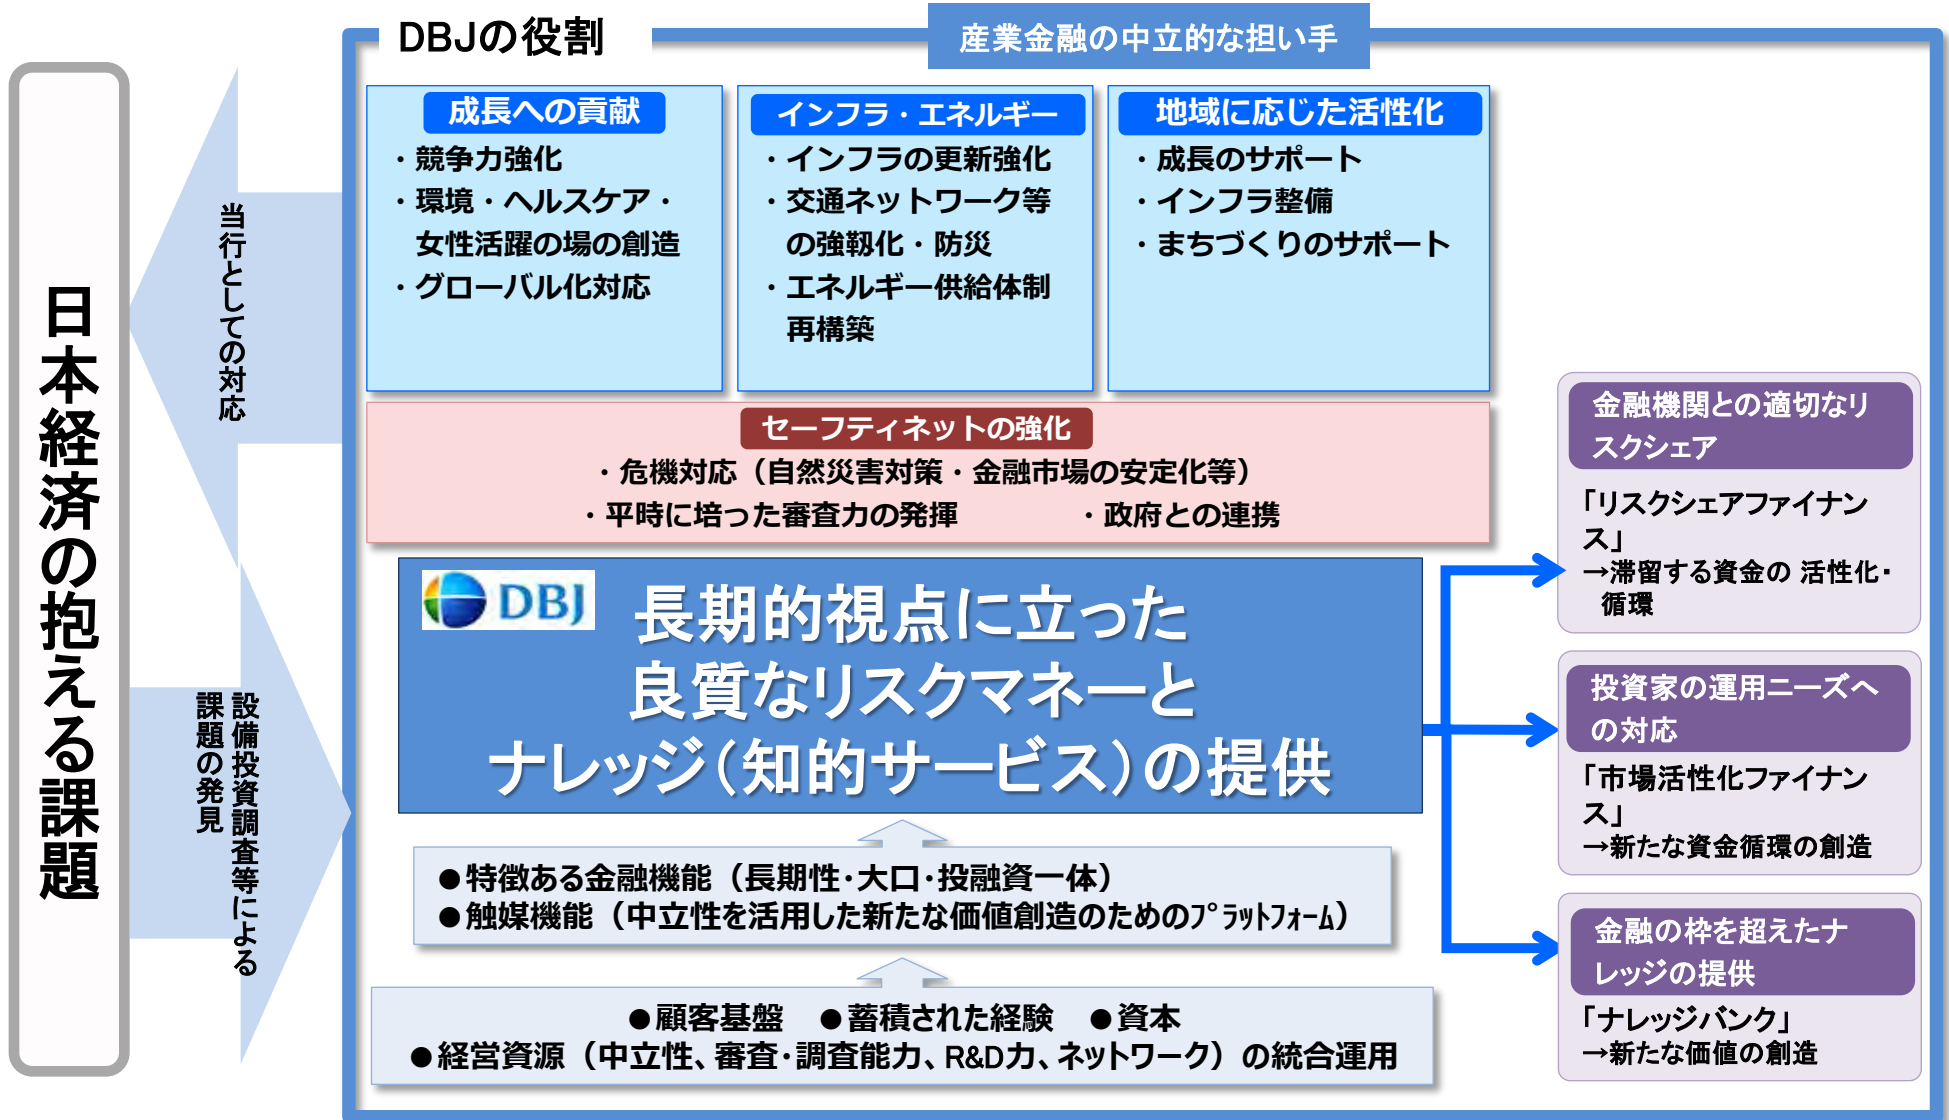 DBJの役割
産業金融の中立的な担い手
日本経済の抱える課題
当行としての対応
設備投資調査等による
課題の発見
成長への貢献
・競争力強化
・環境・ヘルスケア・
女性活躍の場の創造
・グローバル化対応
インフラ・エネルギー
・インフラの更新強化
・交通ネットワーク等
の強靱化・防災
・エネルギー供給体制
再構築
地域に応じた活性化
・成長のサポート
・インフラ整備
・まちづくりのサポート
セーフティネットの強化
・危機対応（自然災害対策・金融市場の安定化等）
・平時に培った審査力の発揮 ・政府との連携
DBJ
長期的視点に立った
良質なリスクマネーと
ナレッジ（知的サービス）の提供
●特徴ある金融機能（長期性・大口・投融資一体）
●触媒機能（中立性を活用した新たな価値創造のためのﾌﾟﾗｯﾄﾌｫｰﾑ）
●顧客基盤 ●蓄積された経験 ●資本
●経営資源（中立性、審査・調査能力、R&D力、ネットワーク）の統合運用
金融機関との適切なリ
スクシェア
「リスクシェアファイナン
ス」
→滞留する資金の 活性化・
循環
投資家の運用ニーズへ
の対応
「市場活性化ファイナン
ス」
→新たな資金循環の創造
金融の枠を超えたナ
レッジの提供
「ナレッジバンク」
→新たな価値の創造